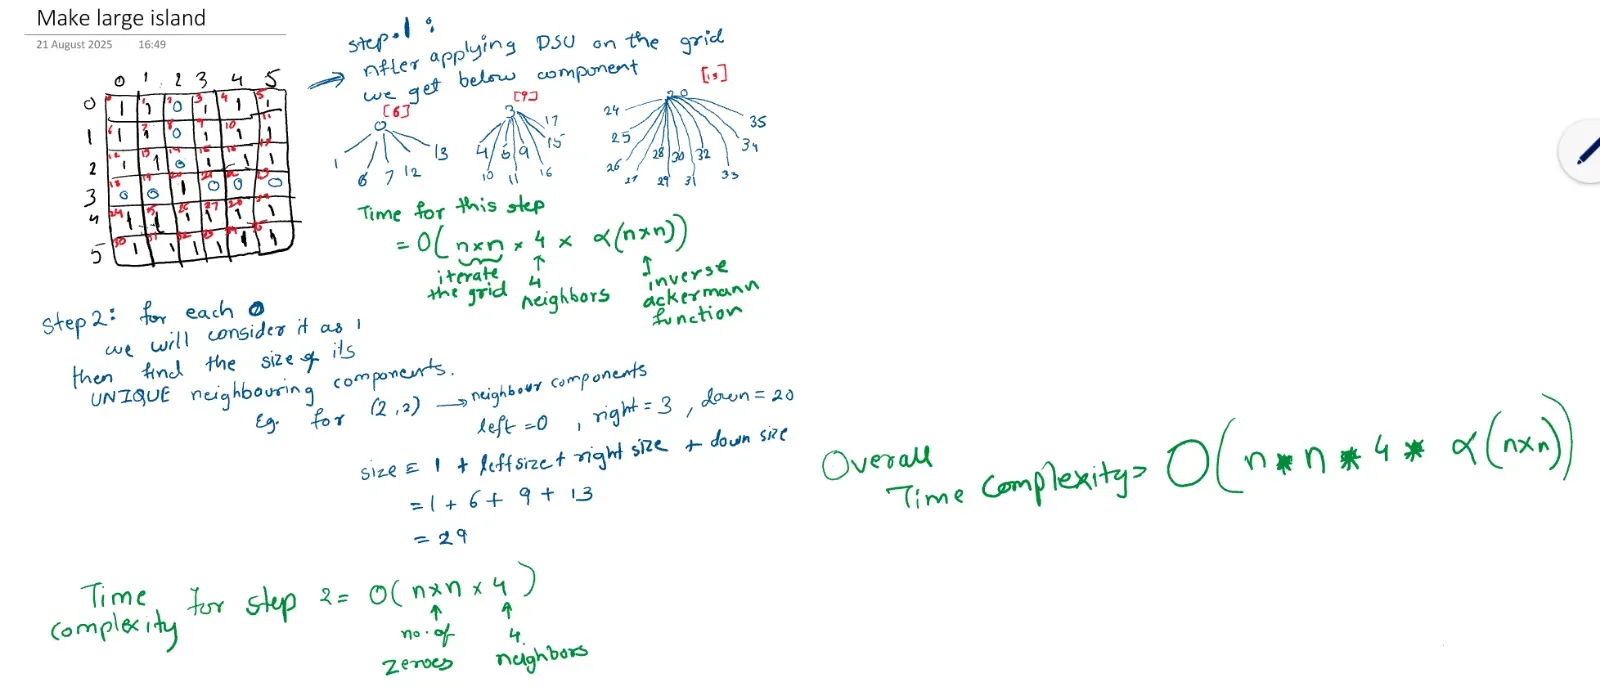 Make large island
21 August 2025 16:49
0 1 2 3 4 5
0 1 1 0 1 1 1
1 1 1 0 1 1 1
2 1 1 0 1 1 1
3 0 0 1 0 0 0
4 1 1 1 1 1 1
5 1 1 1 1 1 1
step-1:
After applying DSU on the grid
we get below component
[6] [9] [13]
0 3 20
1 6 7 12 13
4 5 9 10 11 15 16 17
24 25 26 27 28 29 30 31 32 33 34 35
Time for this step
= O( n×n × 4 × α(n×n))
iterate
the grid
4
neighbors
inverse
ackermann
function
Step 2: for each 0
we will consider it as 1
then find the size of its
UNIQUE neighbouring components.
Eg. for (2,2) → neighbour components
left = 0 , right = 3 , down = 20
size = 1 + left size + right size + down size
= 1 + 6 + 9 + 13
= 29
Time
complexity for step 2 = O( n×n × 4 )
no. of
zeroes
4
neighbors
Overall
Time Complexity = O( n * n * 4 * α(n×n))